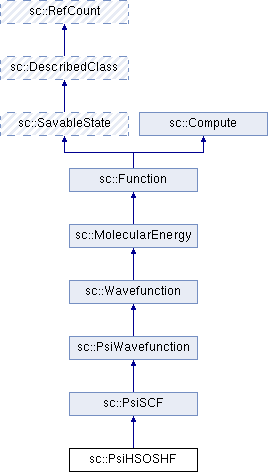 sc::RefCount
sc::DescribedClass
sc::SavableState
sc::Compute
sc::Function
sc::MolecularEnergy
sc::Wavefunction
sc::PsiWavefunction
sc::PsiSCF
sc::PsiHSOSHF